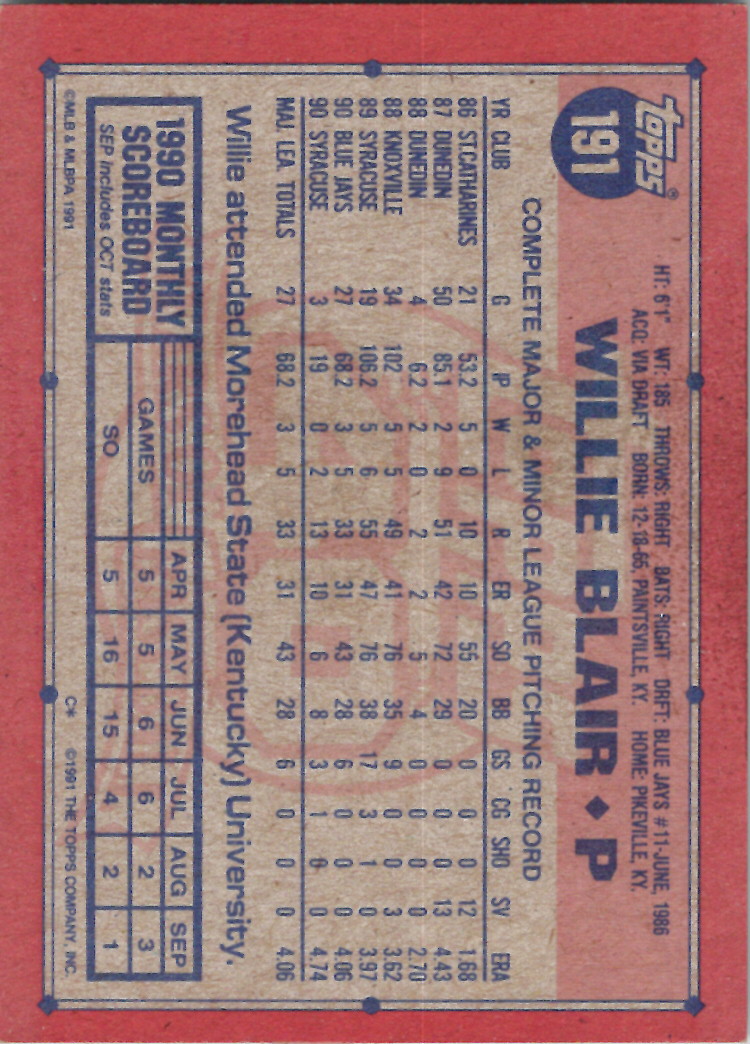 topps®
191
HT: 6'1" WT: 185 THROWS: RIGHT BATS: RIGHT DRFT: BLUE JAYS #11-JUNE, 1986
ACQ: VIA DRAFT BORN: 12-18-65, PAINTSVILLE, KY. HOME: PIKEVILLE, KY.
WILLIE BLAIR ♦ P
COMPLETE MAJOR & MINOR LEAGUE PITCHING RECORD
YR CLUB G IP W L R ER SO BB GS CG SHO SV ERA
86 ST.CATHARINES 21 53.2 5 0 10 10 55 20 0 0 0 12 1.68
87 DUNEDIN 50 85.1 2 9 51 42 72 29 0 0 0 13 4.43
88 DUNEDIN 4 6.2 2 0 2 2 5 4 0 0 0 0 2.70
88 KNOXVILLE 34 102 5 5 49 41 76 35 9 0 0 3 3.62
89 SYRACUSE 19 106.2 5 6 55 47 76 38 17 3 1 0 3.97
90 BLUE JAYS 27 68.2 3 5 33 31 43 28 6 0 0 0 4.06
90 SYRACUSE 3 19 0 2 13 10 6 8 3 1 0 0 4.74
MAJ. LEA. TOTALS 27 68.2 3 5 33 31 43 28 6 0 0 0 4.06
Willie attended Morehead State (Kentucky) University.
1990 MONTHLY
SCOREBOARD
SEP includes OCT stats
APR MAY JUN JUL AUG SEP
GAMES 5 5 6 6 2 3
SO 5 16 15 4 2 1
©MLB & MLBPA 1991
C* ©1991 THE TOPPS COMPANY, INC.